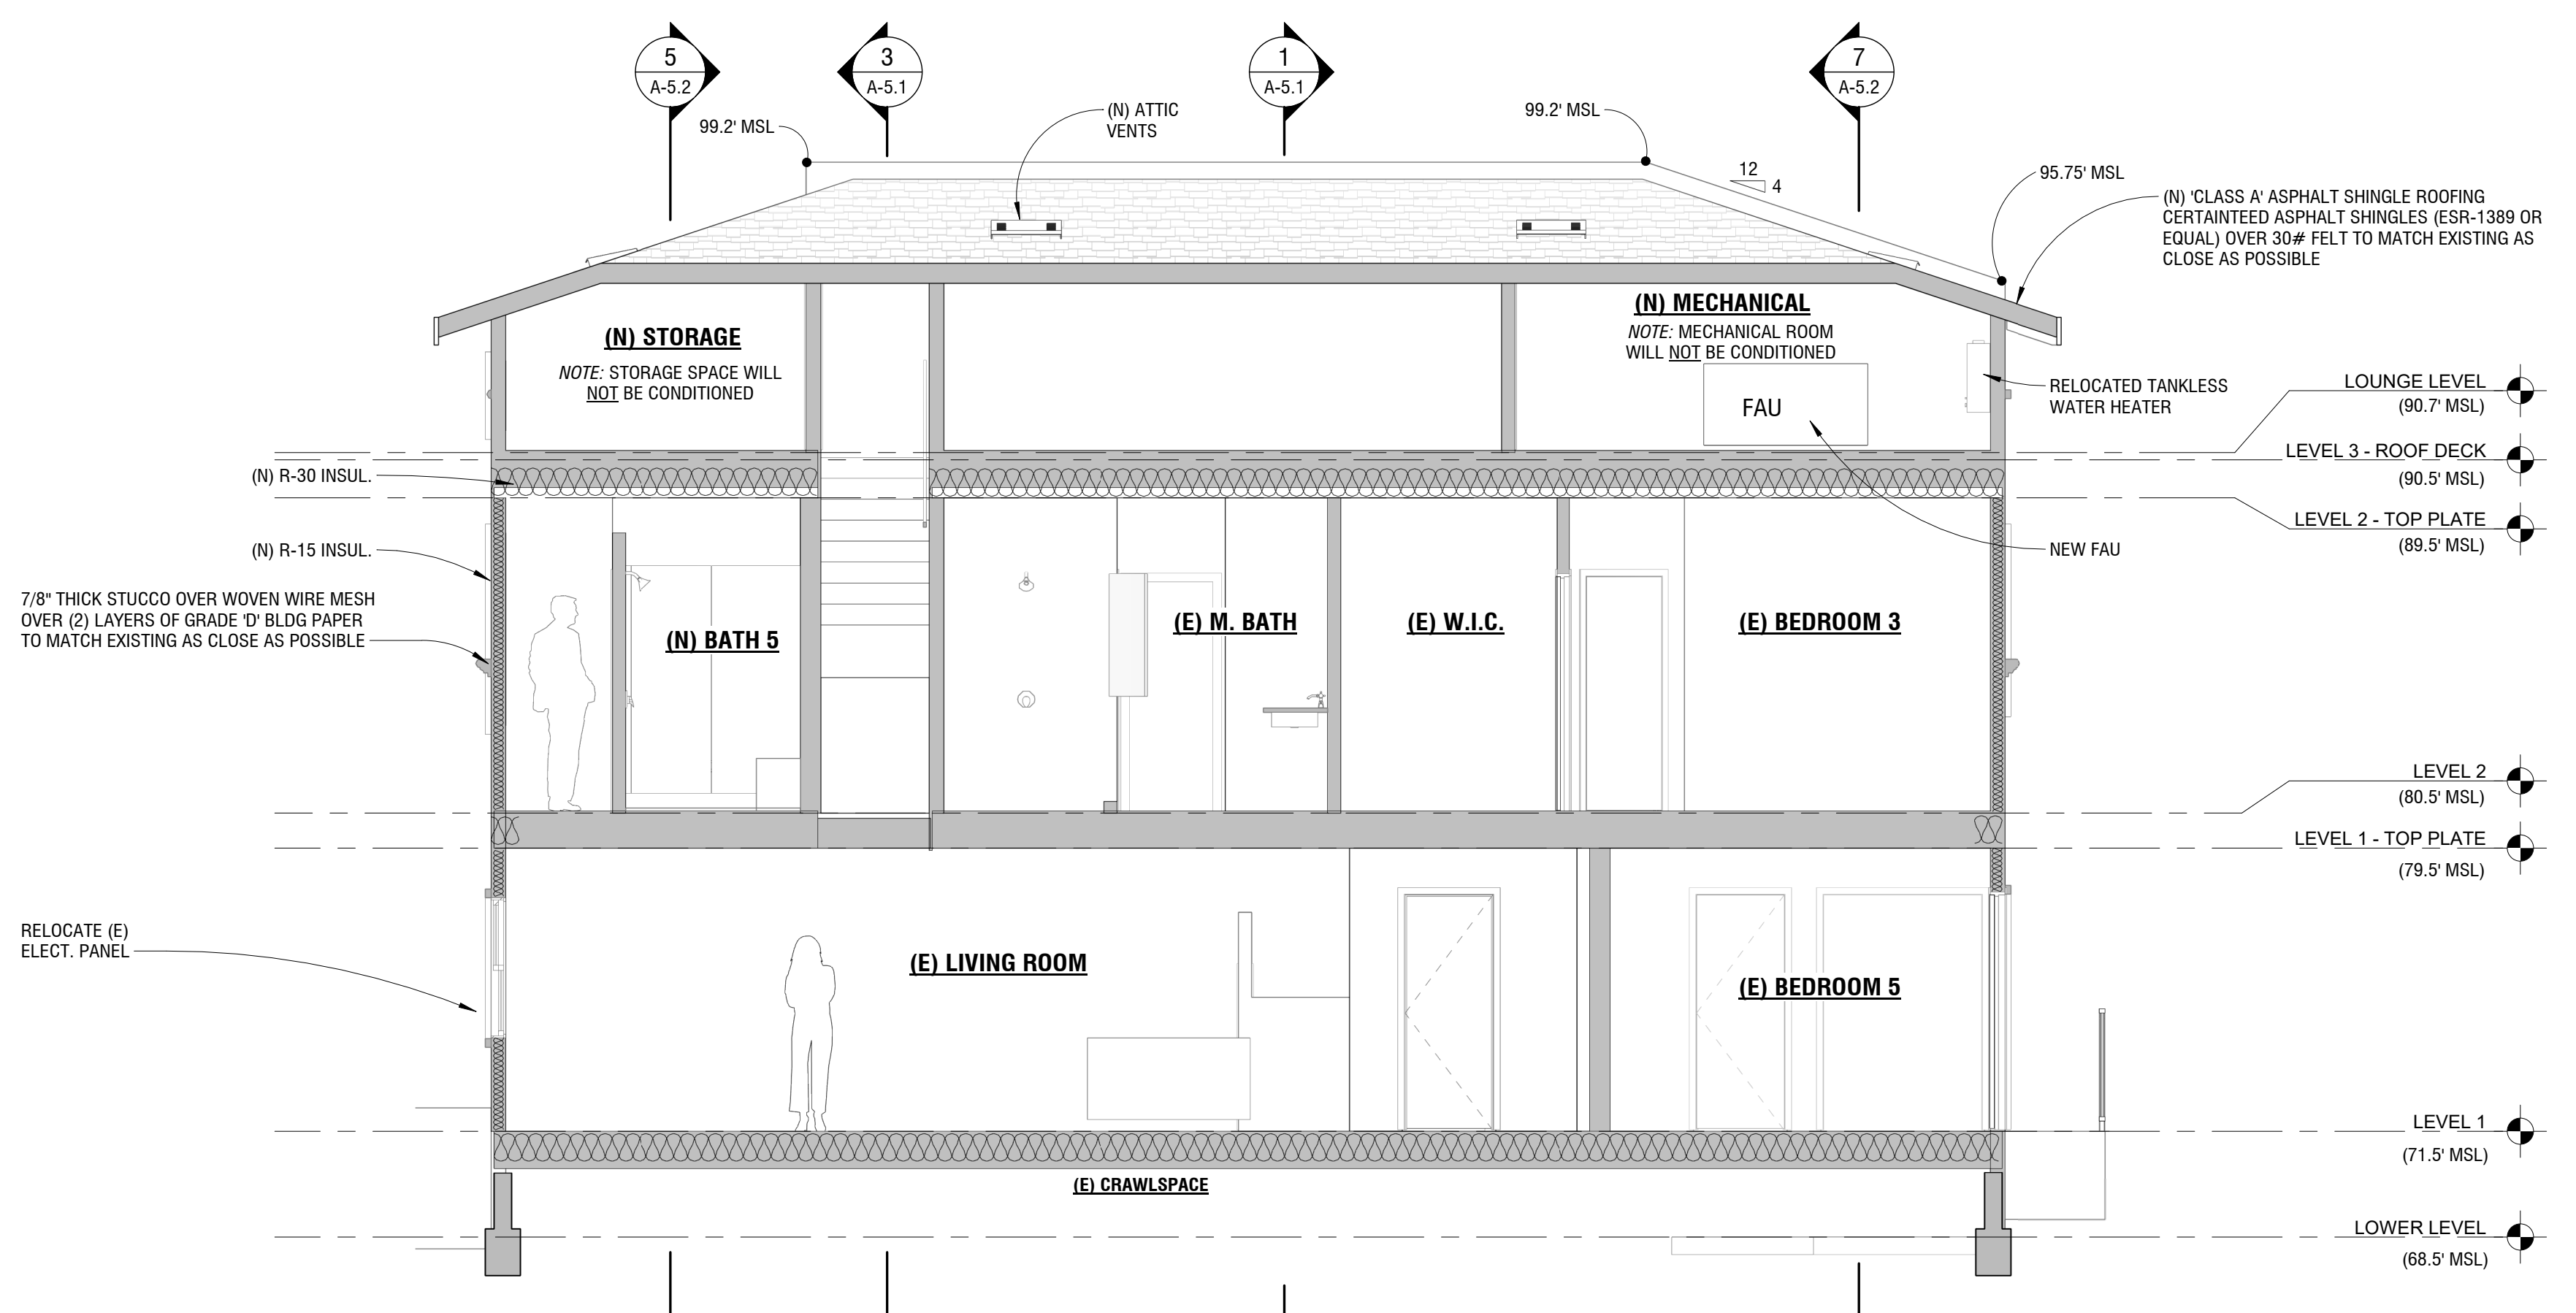 5
A-5.2
3
A-5.1
1
A-5.1
7
A-5.2
99.2' MSL
(N) ATTIC
VENTS
99.2' MSL
12
4
95.75' MSL
(N) 'CLASS A' ASPHALT SHINGLE ROOFING
CERTAINTEED ASPHALT SHINGLES (ESR-1389 OR
EQUAL) OVER 30# FELT TO MATCH EXISTING AS
CLOSE AS POSSIBLE
(N) STORAGE
NOTE: STORAGE SPACE WILL
NOT BE CONDITIONED
(N) MECHANICAL
NOTE: MECHANICAL ROOM
WILL NOT BE CONDITIONED
FAU
RELOCATED TANKLESS
WATER HEATER
LOUNGE LEVEL
(90.7' MSL)
LEVEL 3 - ROOF DECK
(90.5' MSL)
(N) R-30 INSUL.
LEVEL 2 - TOP PLATE
(89.5' MSL)
(N) R-15 INSUL.
NEW FAU
7/8" THICK STUCCO OVER WOVEN WIRE MESH
OVER (2) LAYERS OF GRADE 'D' BLDG PAPER
TO MATCH EXISTING AS CLOSE AS POSSIBLE
(N) BATH 5
(E) M. BATH
(E) W.I.C.
(E) BEDROOM 3
LEVEL 2
(80.5' MSL)
LEVEL 1 - TOP PLATE
(79.5' MSL)
RELOCATE (E)
ELECT. PANEL
(E) LIVING ROOM
(E) BEDROOM 5
LEVEL 1
(71.5' MSL)
(E) CRAWLSPACE
LOWER LEVEL
(68.5' MSL)